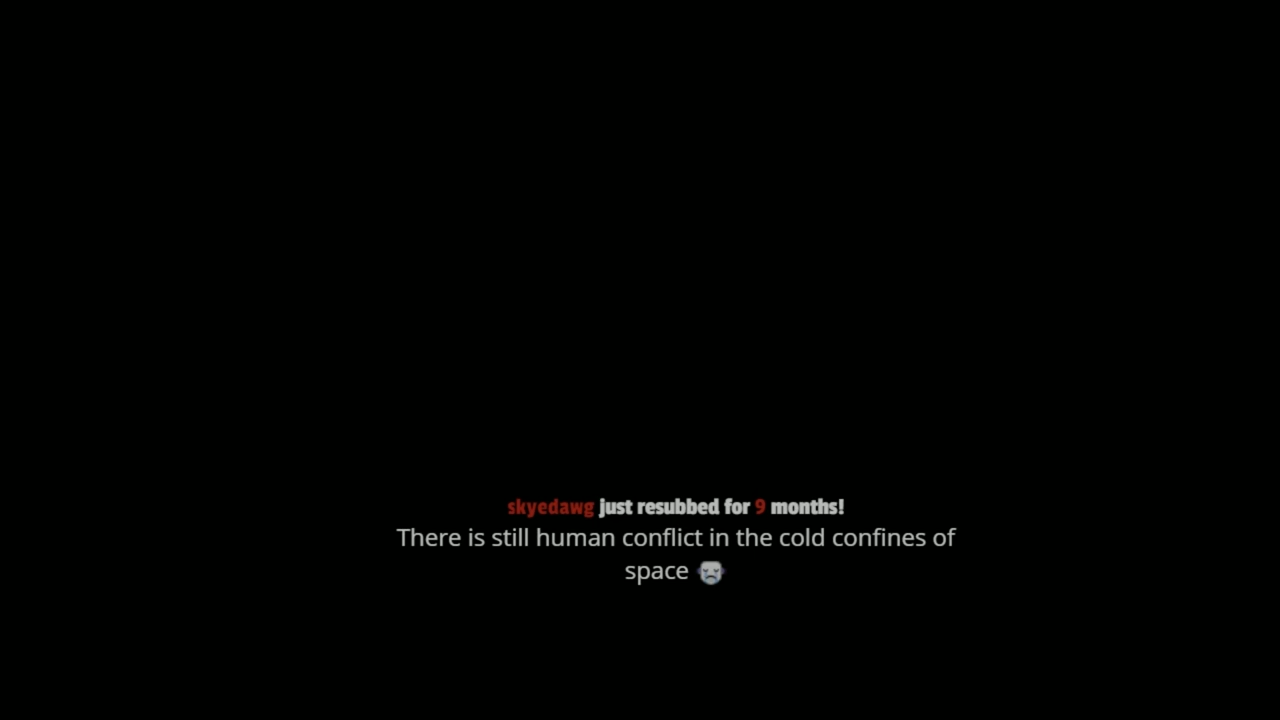 skyedawg just resubbed for 9 months!
There is still human conflict in the cold confines of
space